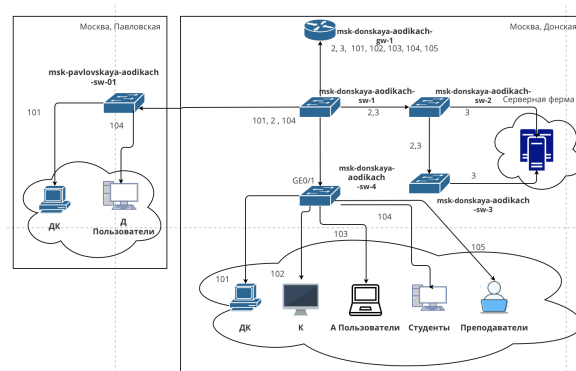 Москва, Павловская
Москва, Донская
msk-donskaya-aodikach-
gw-1
2, 3, 101, 102, 103, 104, 105
msk-pavlovskaya-aodikach
-sw-01
msk-donskaya-aodikach-
sw-1
msk-donskaya-aodikach
-sw-2
Серверная ферма
101
104
101, 2 , 104
2,3
3
2,3
msk-donskaya-
aodikach
-sw-4
GE0/1
3
msk-donskaya-aodikach
-sw-3
ДК
Д
Пользователи
104
103
105
101
102
ДК
К
А Пользователи
Студенты
Преподаватели